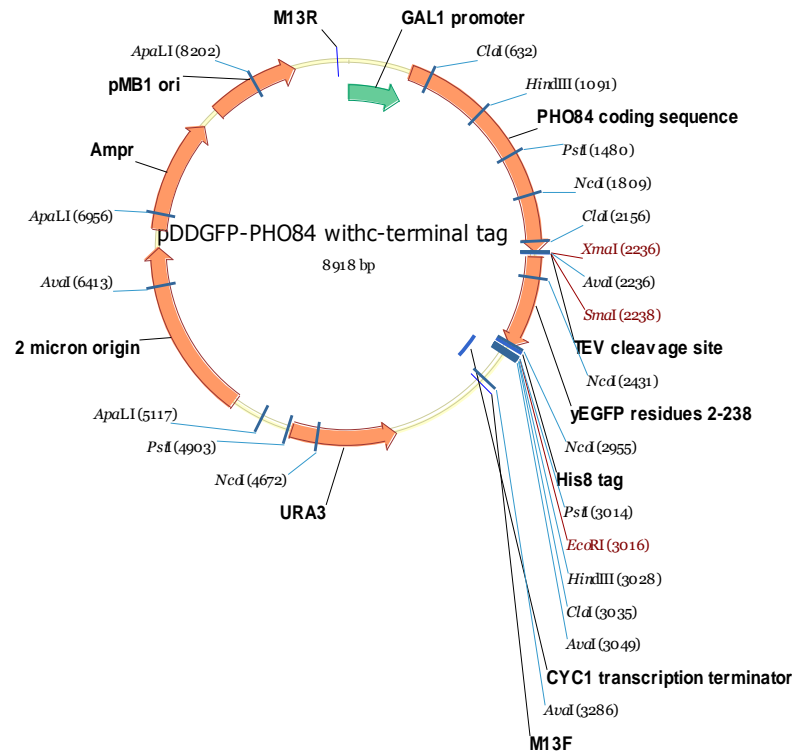 M13R
GAL1 promoter
ApaLI (8202)
ClaI (632)
pMB1 ori
HindIII (1091)
PHO84 coding sequence
Ampr
PstI (1480)
NcoI (1809)
ApaLI (6956)
ClaI (2156)
pDDGFP-PHO84 withc-terminal tag
XmaI (2236)
8918 bp
AvaI (2236)
AvaI (6413)
SmaI (2238)
2 micron origin
TEV cleavage site
NcoI (2431)
yEGFP residues 2-238
ApaLI (5117)
PstI (4903)
NcoI (2955)
NcoI (4672)
His8 tag
URA3
PstI (3014)
EcoRI (3016)
HindIII (3028)
ClaI (3035)
AvaI (3049)
CYC1 transcription terminator
AvaI (3286)
M13F